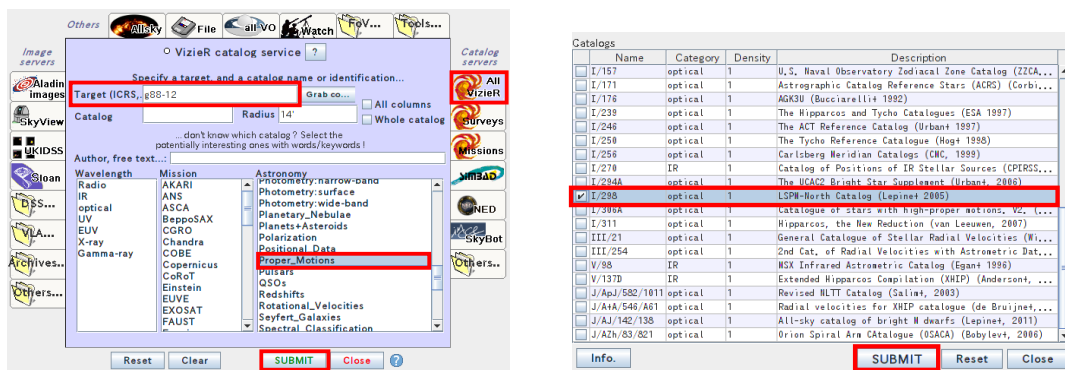 Others
Allsky
File
all-VO
Watch
FoV...
Tools...
Image servers
Aladin images
SkyView
UKIDSS
Sloan
DSS...
VLA...
Archives..
Others...
VizieR catalog service ?
Specify a target, and a catalog name or identification...
Target (ICRS,. g88-12 Grab co...
Catalog Radius 14' All columns
Whole catalog
... don't know which catalog ? Select the
potentially interesting ones with words/keywords !
Author, free text...:
Wavelength
Radio
IR
optical
UV
EUV
X-ray
Gamma-ray
Mission
AKARI
ANS
ASCA
BeppoSAX
CGRO
Chandra
COBE
Copernicus
CoRoT
Einstein
EUVE
EXOSAT
FAUST
Astronomy
Photometry:narrow-band
Photometry:surface
Photometry:wide-band
Planetary_Nebulae
Planets+Asteroids
Polarization
Positional_Data
Proper_Motions
Pulsars
QSOs
Redshifts
Rotational_Velocities
Seyfert_Galaxies
Spectral_Classification
Reset Clear SUBMIT Close ?
Catalog servers
All VizieR
Surveys
Missions
SIMBAD
NED
SkyBot
Others..
Catalogs
Name Category Density Description
I/157 optical 1 U.S. Naval Observatory Zodiacal Zone Catalog (ZZCA...
I/171 optical 1 Astrographic Catalog Reference Stars (ACRS) (Corbi...
I/176 optical 1 AGK3U (Bucciarelli+ 1992)
I/239 optical 1 The Hipparcos and Tycho Catalogues (ESA 1997)
I/246 optical 1 The ACT Reference Catalog (Urban+ 1997)
I/250 optical 1 The Tycho Reference Catalogue (Hog+ 1998)
I/256 optical 1 Carlsberg Meridian Catalogs (CMC, 1999)
I/270 IR 1 Catalog of Positions of IR Stellar Sources (CPIRSS,...
I/294A optical 1 The UCAC2 Bright Star Supplement (Urban+, 2006)
I/298 optical 1 LSPM-North Catalog (Lepine+ 2005)
I/306A optical 1 Catalogue of stars with high-proper motions, V2. (...
I/311 optical 1 Hipparcos, the New Reduction (van Leeuwen, 2007)
III/21 optical 1 General Catalogue of Stellar Radial Velocities (Wi...
III/254 optical 1 2nd Cat. of Radial Velocities with Astrometric Dat...
V/98 IR 1 MSX Infrared Astrometric Catalog (Egan+ 1996)
V/137D IR 1 Extended Hipparcos Compilation (XHIP) (Anderson+, ...
J/ApJ/582/1011 optical 1 Revised NLTT Catalog (Salim+, 2003)
J/A+A/546/A61 optical 1 Radial velocities for XHIP catalogue (de Bruijne+,...
J/AJ/142/138 optical 1 All-sky catalog of bright M dwarfs (Lepine+, 2011)
J/AZh/83/821 optical 1 Orion Spiral Arm CAtalogue (OSACA) (Bobylev+, 2006)
Info. SUBMIT Reset Close